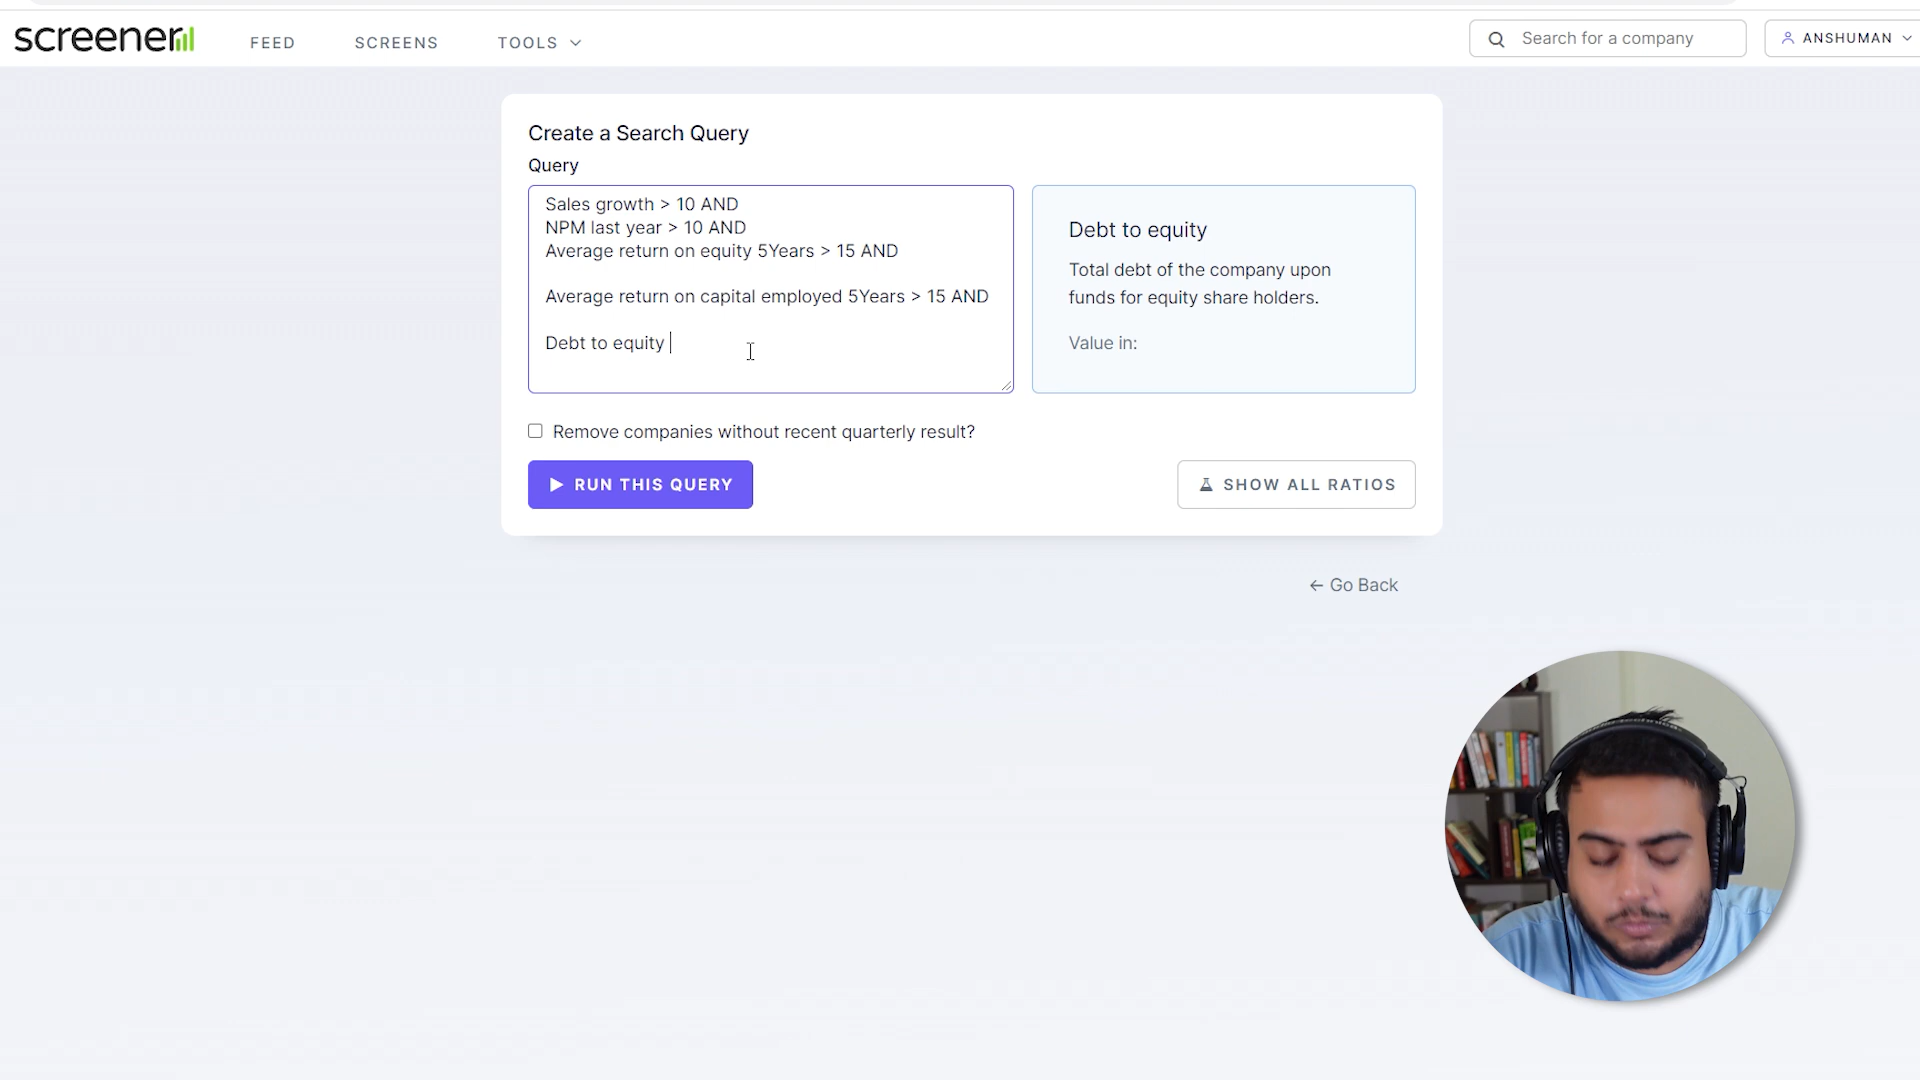 screener
FEED
SCREENS
TOOLS
Search for a company
ANSHUMAN
Create a Search Query
Query
Sales growth > 10 AND
NPM last year > 10 AND
Average return on equity 5Years > 15 AND
Average return on capital employed 5Years > 15 AND
Debt to equity
Debt to equity
Total debt of the company upon
funds for equity share holders.
Value in:
Remove companies without recent quarterly result?
RUN THIS QUERY
SHOW ALL RATIOS
← Go Back